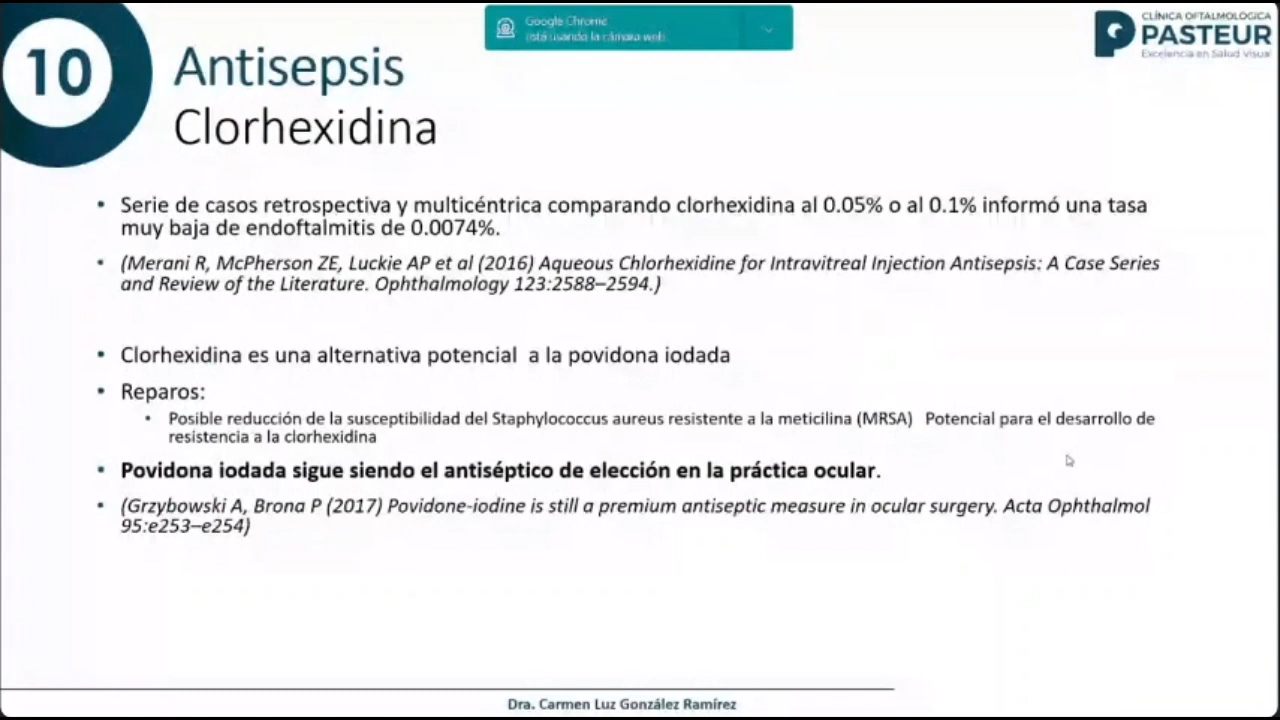 Google Chrome
está usando la cámara web.
CLÍNICA OFTALMOLÓGICA
PASTEUR
Excelencia en Salud Visual
10
Antisepsis
Clorhexidina
• Serie de casos retrospectiva y multicéntrica comparando clorhexidina al 0.05% o al 0.1% informó una tasa
muy baja de endoftalmitis de 0.0074%.
• (Merani R, McPherson ZE, Luckie AP et al (2016) Aqueous Chlorhexidine for Intravitreal Injection Antisepsis: A Case Series
and Review of the Literature. Ophthalmology 123:2588–2594.)
• Clorhexidina es una alternativa potencial a la povidona iodada
• Reparos:
• Posible reducción de la susceptibilidad del Staphylococcus aureus resistente a la meticilina (MRSA) Potencial para el desarrollo de
resistencia a la clorhexidina
• Povidona iodada sigue siendo el antiséptico de elección en la práctica ocular.
• (Grzybowski A, Brona P (2017) Povidone-iodine is still a premium antiseptic measure in ocular surgery. Acta Ophthalmol
95:e253–e254)
Dra. Carmen Luz González Ramírez